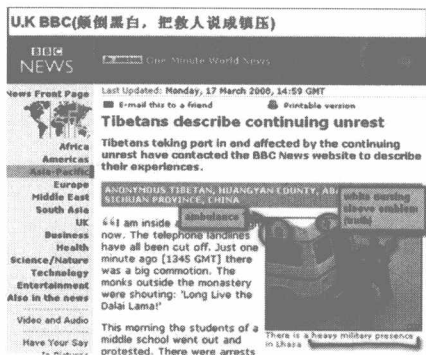 U.K BBC(颠倒黑白，把救人说成镇压)
BBC
NEWS
One-Minute World News
News Front Page
Africa
Americas
Asia-Pacific
Europe
Middle East
South Asia
UK
Business
Health
Science/Nature
Technology
Entertainment
Also in the news
Video and Audio
Have Your Say
In Pictures
Last Updated: Monday, 17 March 2008, 14:59 GMT
E-mail this to a friend
Printable version
Tibetans describe continuing unrest
Tibetans taking part in and affected by the continuing
unrest have contacted the BBC News website to describe
their experiences.
ANONYMOUS TIBETAN, HUANGYAN COUNTY, ABA
SICHUAN PROVINCE, CHINA
ambulance
white nursing
sleeve emblem
(truth)
I am inside a
now. The telephone landlines
have all been cut off. Just one
minute ago [1345 GMT] there
was a big commotion. The
monks outside the monastery
were shouting: 'Long Live the
Dalai Lama!'
This morning the students of a
middle school went out and
protested. There were arrests
There is a heavy military presence
in Lhasa